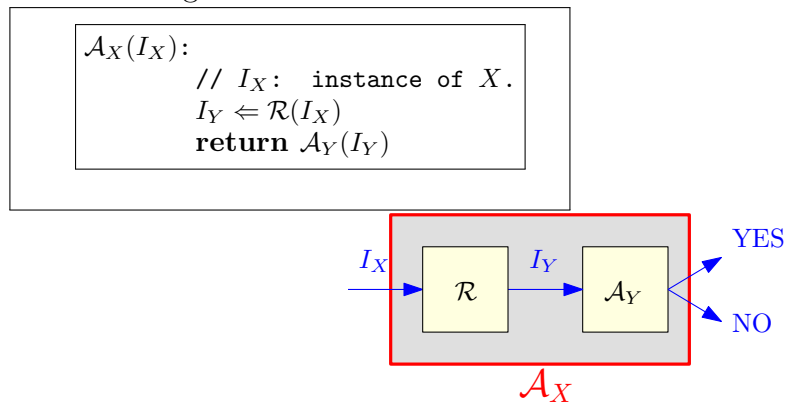 𝒜_X(I_X):
// I_X: instance of X.
I_Y ⇐ ℛ(I_X)
return 𝒜_Y(I_Y)
YES
I_X I_Y
ℛ 𝒜_Y
NO
𝒜_X